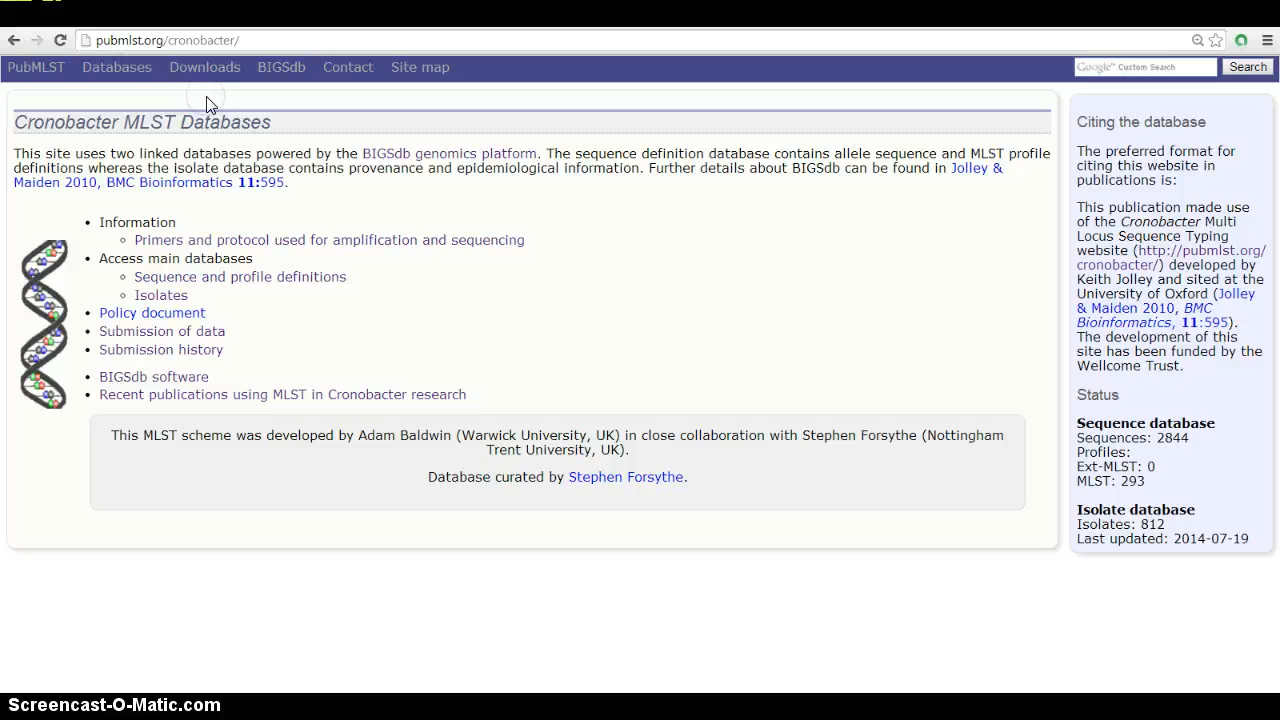 pubmlst.org/cronobacter/
PubMLST Databases Downloads BIGSdb Contact Site map
Google™ Custom Search Search
Cronobacter MLST Databases
This site uses two linked databases powered by the BIGSdb genomics platform. The sequence definition database contains allele sequence and MLST profile
definitions whereas the isolate database contains provenance and epidemiological information. Further details about BIGSdb can be found in Jolley &
Maiden 2010, BMC Bioinformatics 11:595.
• Information
Primers and protocol used for amplification and sequencing
• Access main databases
Sequence and profile definitions
Isolates
• Policy document
• Submission of data
• Submission history
• BIGSdb software
• Recent publications using MLST in Cronobacter research
This MLST scheme was developed by Adam Baldwin (Warwick University, UK) in close collaboration with Stephen Forsythe (Nottingham
Trent University, UK).
Database curated by Stephen Forsythe.
Citing the database
The preferred format for
citing this website in
publications is:
This publication made use
of the Cronobacter Multi
Locus Sequence Typing
website (http://pubmlst.org/
cronobacter/) developed by
Keith Jolley and sited at the
University of Oxford (Jolley
& Maiden 2010, BMC
Bioinformatics, 11:595).
The development of this
site has been funded by the
Wellcome Trust.
Status
Sequence database
Sequences: 2844
Profiles:
Ext-MLST: 0
MLST: 293
Isolate database
Isolates: 812
Last updated: 2014-07-19
Screencast-O-Matic.com